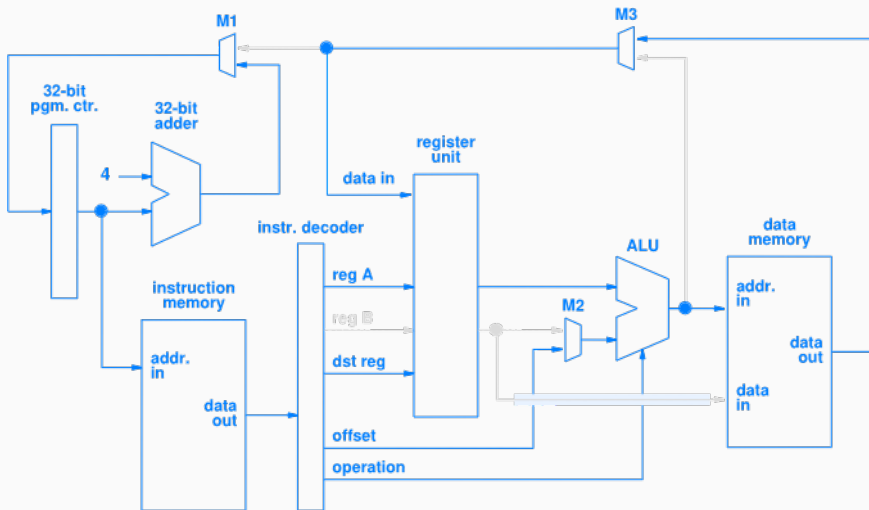 M1
M3
32-bit
pgm. ctr.
32-bit
adder
4
register
unit
data in
instr. decoder
reg A
reg B
dst reg
offset
operation
instruction
memory
addr.
in
data
out
M2
ALU
data
memory
addr.
in
data
out
data
in